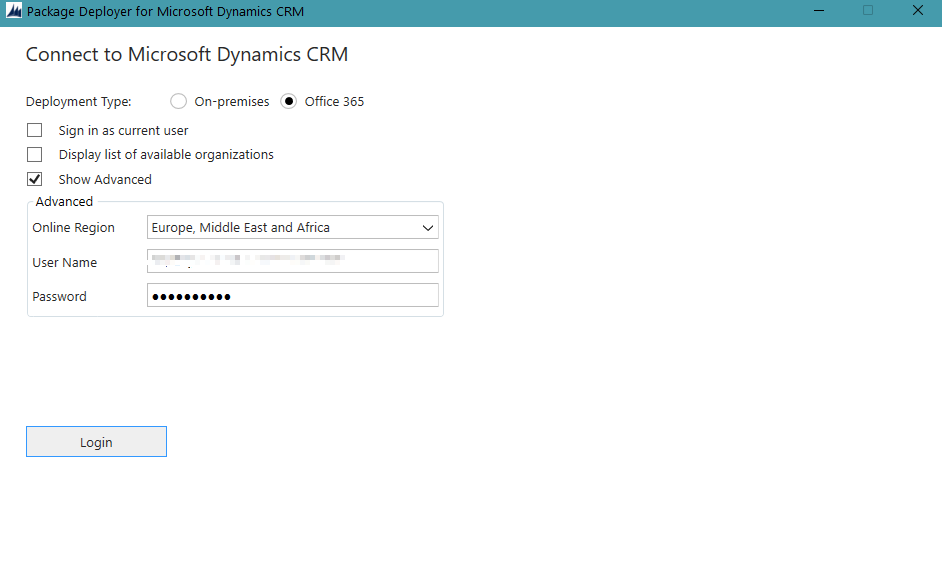 Package Deployer for Microsoft Dynamics CRM
Connect to Microsoft Dynamics CRM
Deployment Type: On-premises Office 365
Sign in as current user
Display list of available organizations
Show Advanced
Advanced
Online Region Europe, Middle East and Africa
User Name
Password ●●●●●●●●●●
Login